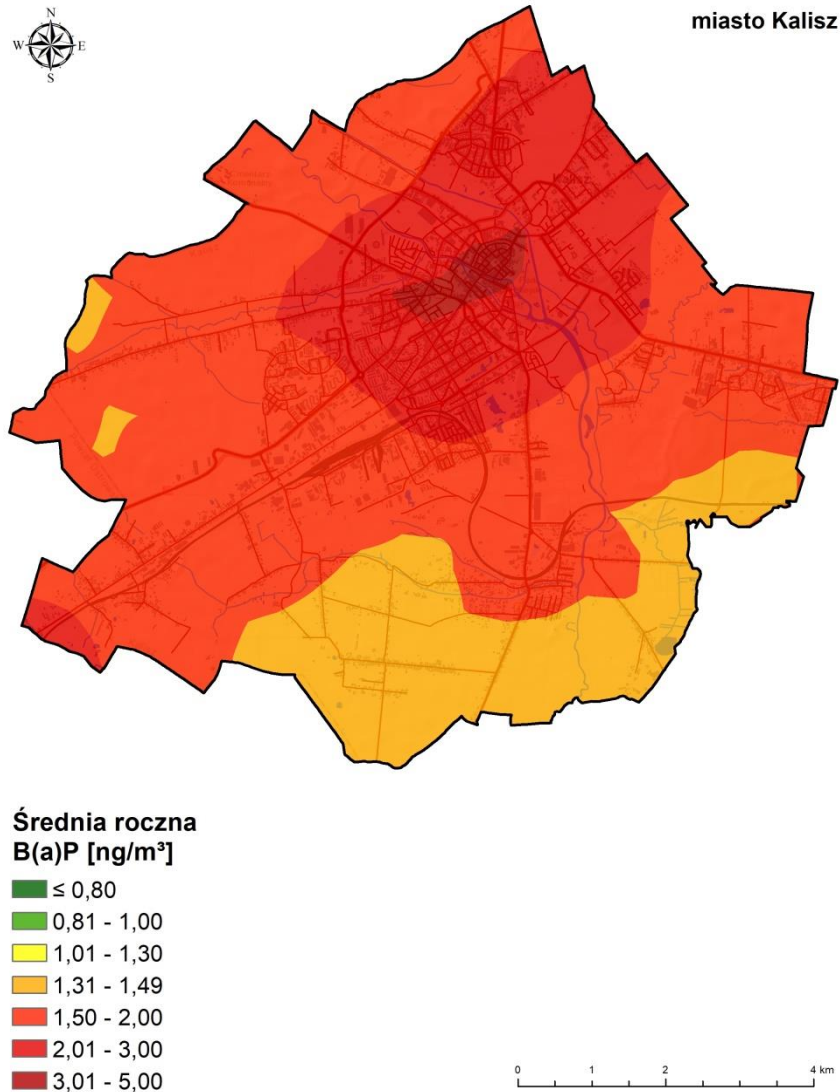 miasto Kalisz
N
W E
S
Kalisz
Średnia roczna
B(a)P [ng/m³]
≤ 0,80
0,81 - 1,00
1,01 - 1,30
1,31 - 1,49
1,50 - 2,00
2,01 - 3,00
3,01 - 5,00
0 1 2 4 km